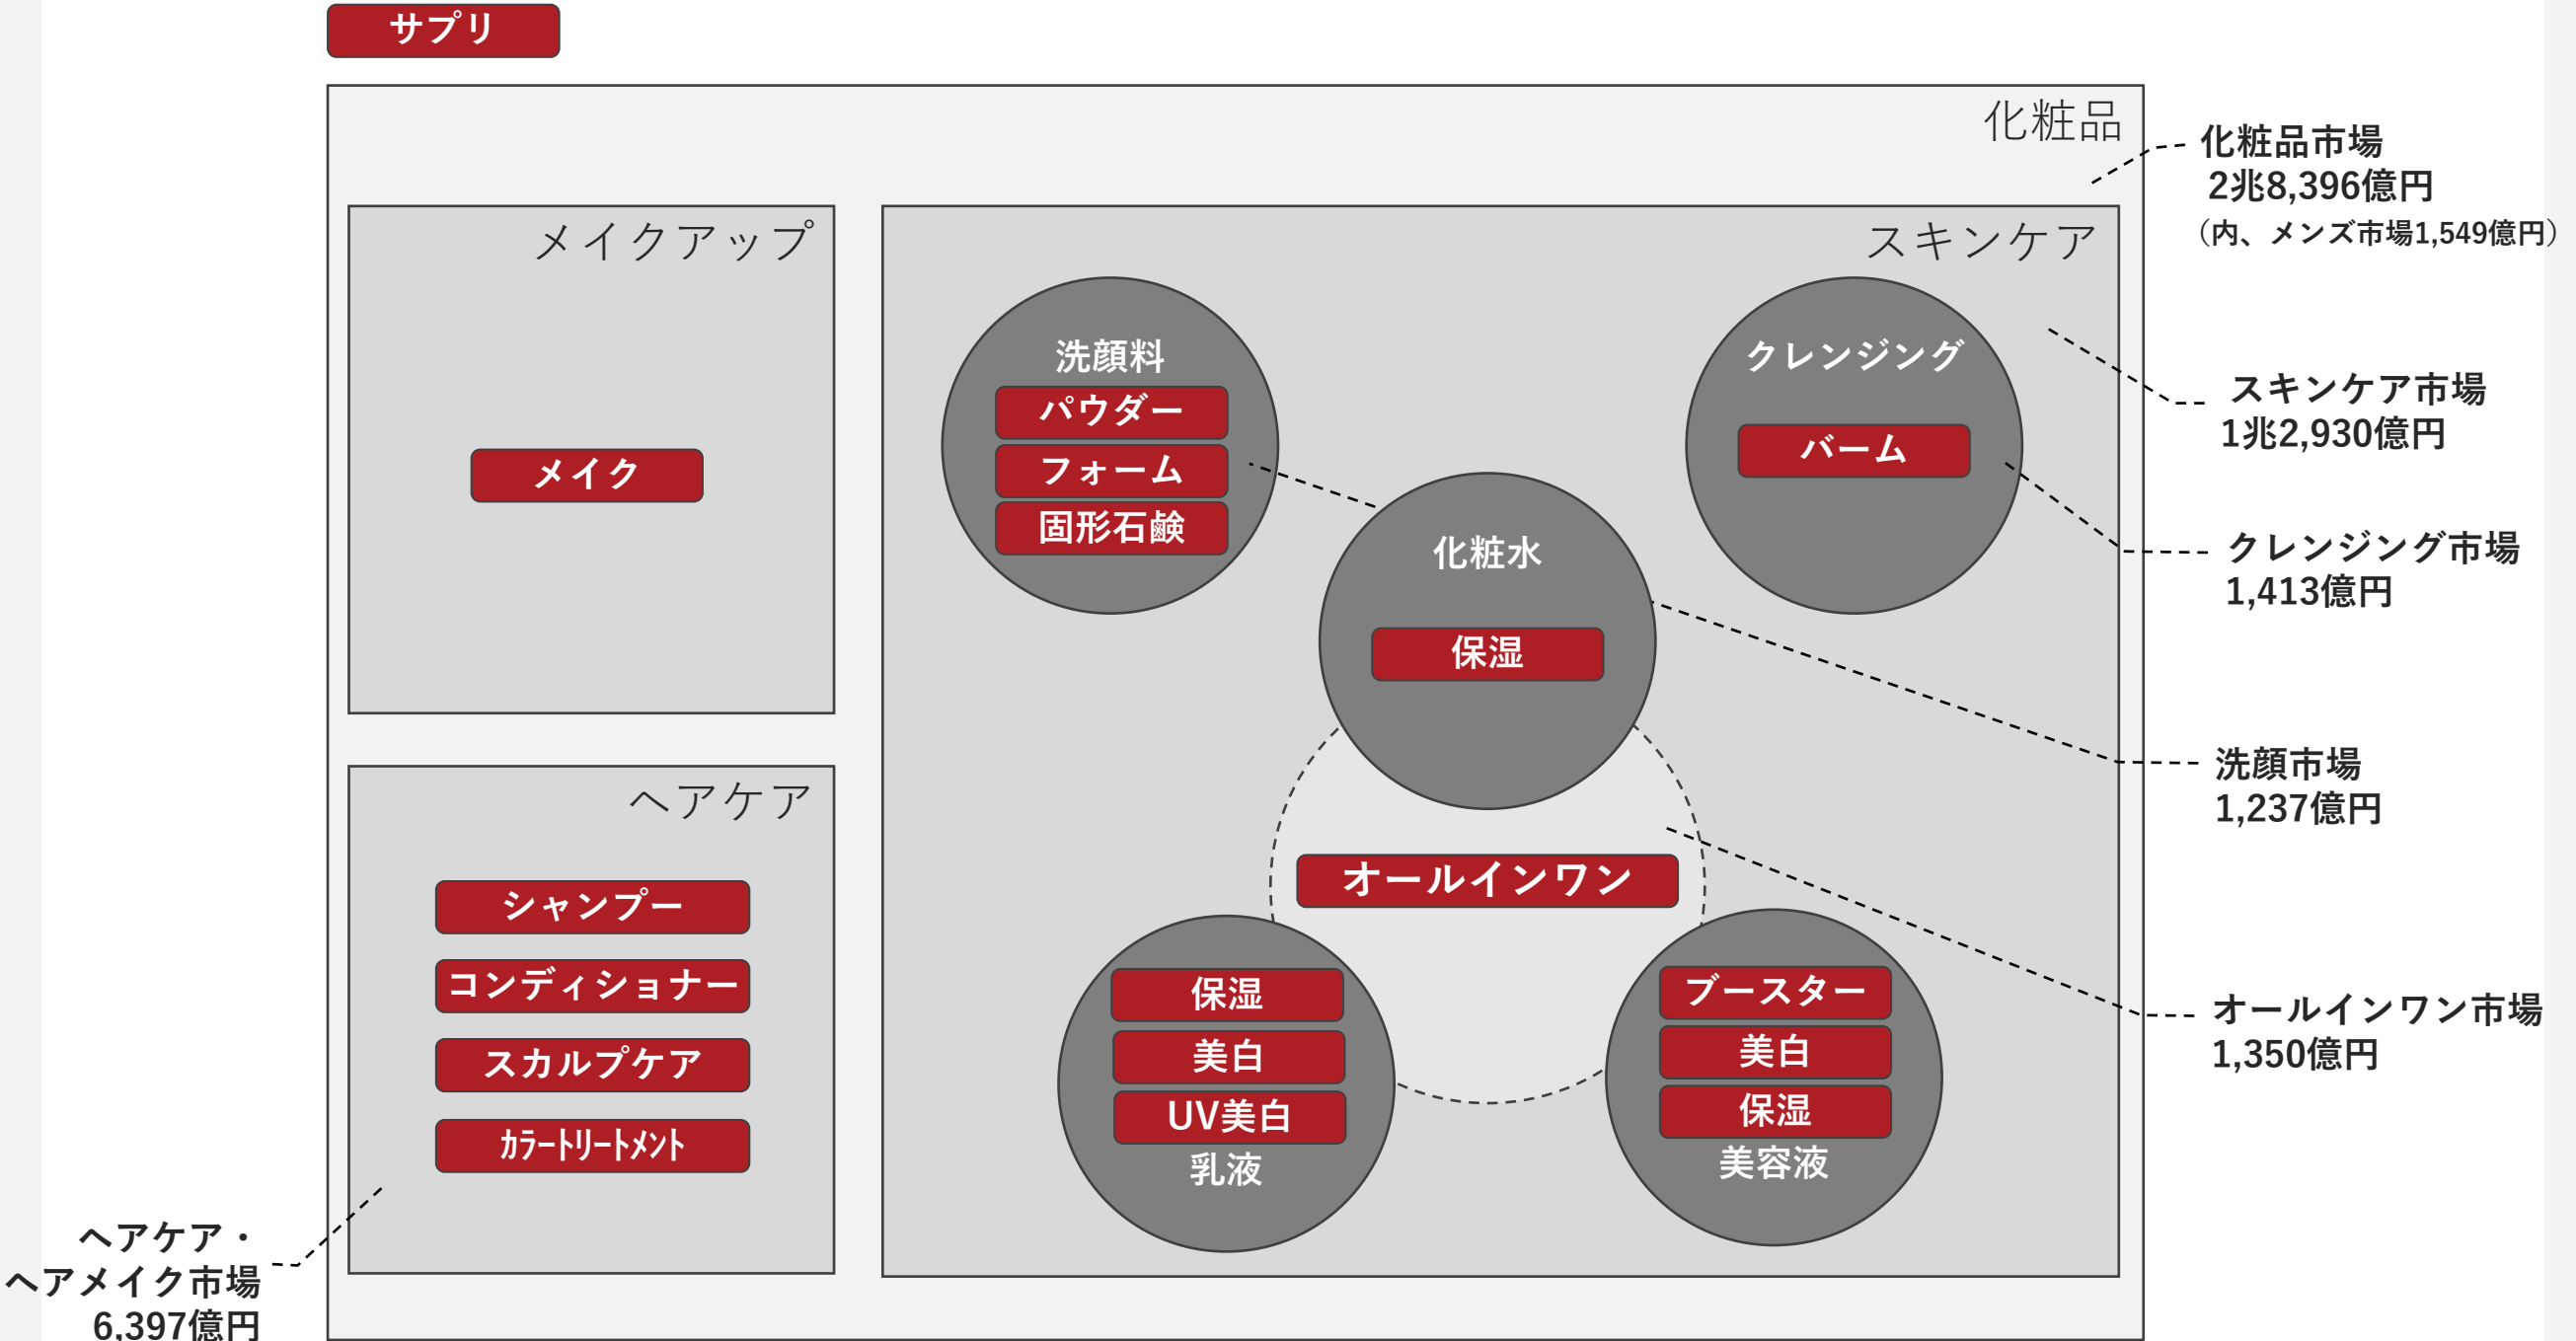 サプリ
化粧品
メイクアップ
メイク
ヘアケア
シャンプー
コンディショナー
スカルプケア
カラートリートメント
スキンケア
洗顔料
パウダー
フォーム
固形石鹸
クレンジング
バーム
化粧水
保湿
オールインワン
保湿
美白
UV美白
乳液
ブースター
美白
保湿
美容液
化粧品市場
2兆8,396億円
（内、メンズ市場1,549億円）
スキンケア市場
1兆2,930億円
クレンジング市場
1,413億円
洗顔市場
1,237億円
オールインワン市場
1,350億円
ヘアケア・
ヘアメイク市場
6,397億円